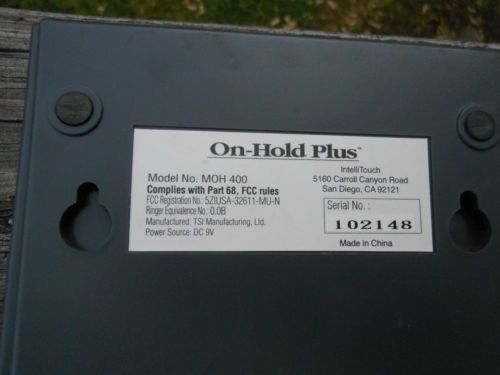 On-Hold Plus™
Model No. MOH 400
Complies with Part 68, FCC rules
FCC Registration No.: 5ZIUSA-32611-MU-N
Ringer Equivalence No.: 0.0B
Manufactured: TSI Manufacturing, Ltd.
Power Source: DC 9V
IntelliTouch
5160 Carroll Canyon Road
San Diego, CA 92121
Serial No. :
102148
Made in China